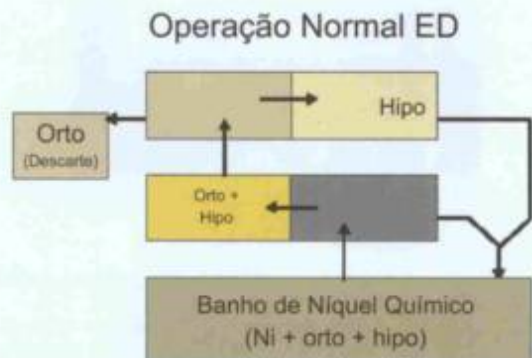 Operação Normal ED
Hipo
Orto
(Descarte)
Orto +
Hipo
Banho de Níquel Químico
(Ni + orto + hipo)